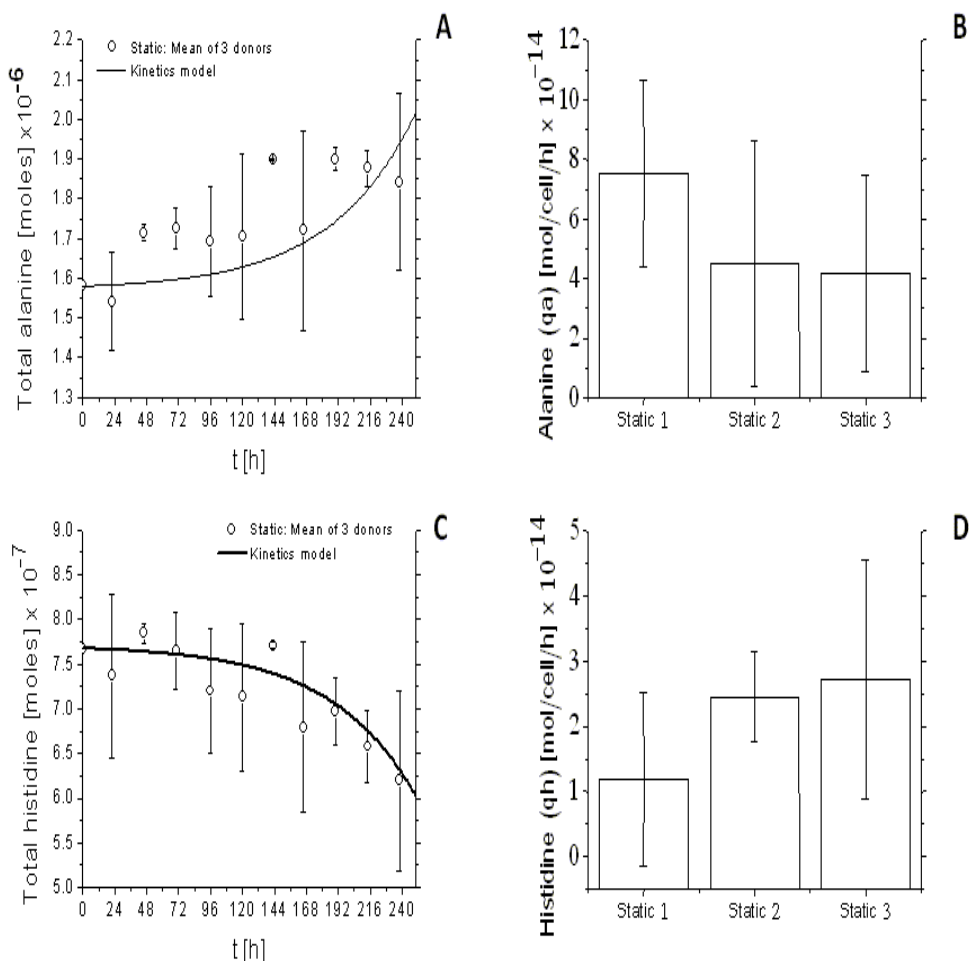 A
Static: Mean of 3 donors
Kinetics model
Total alanine [moles] x10⁻⁶
2.2
2.1
2.0
1.9
1.8
1.7
1.6
1.5
1.4
1.3
0 24 48 72 96 120 144 168 192 216 240
t [h]
B
Alanine (qa) [mol/cell/h] × 10⁻¹⁴
12
10
8
6
4
2
0
Static 1 Static 2 Static 3
C
Static: Mean of 3 donors
Kinetics model
Total histidine [moles] x 10⁻⁷
9.0
8.5
8.0
7.5
7.0
6.5
6.0
5.5
5.0
0 24 48 72 96 120 144 168 192 216 240
t [h]
D
Histidine (qh) [mol/cell/h] × 10⁻¹⁴
5
4
3
2
1
0
Static 1 Static 2 Static 3